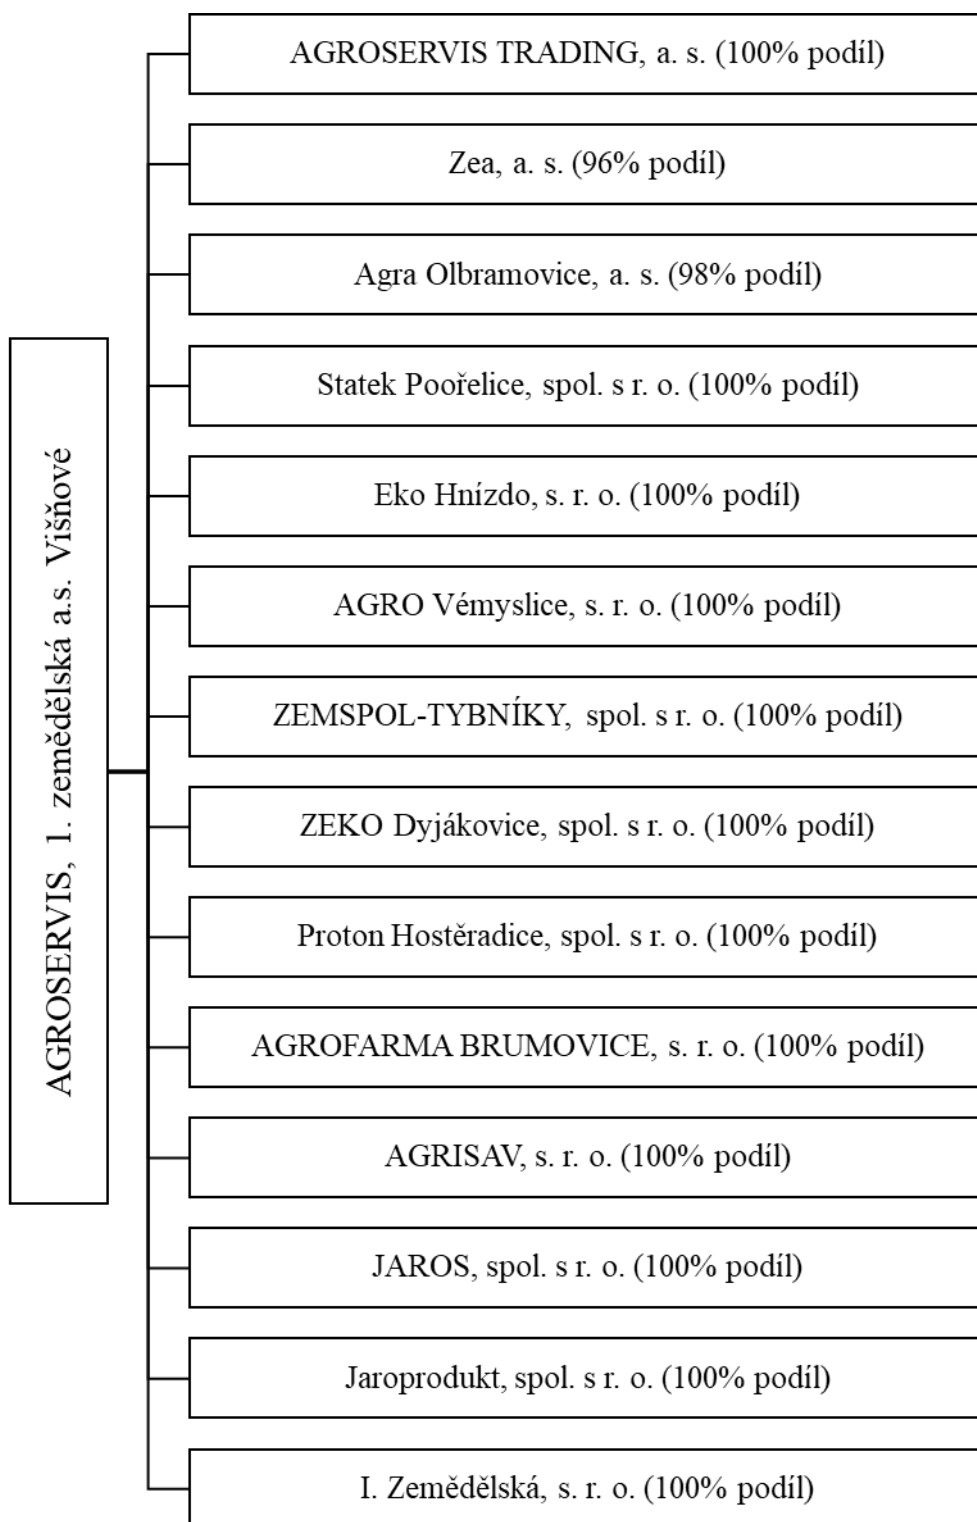 AGROSERVIS TRADING, a. s. (100% podíl)
Zea, a. s. (96% podíl)
Agra Olbramovice, a. s. (98% podíl)
Statek Poořelice, spol. s r. o. (100% podíl)
Eko Hnízdo, s. r. o. (100% podíl)
AGRO Vémyslice, s. r. o. (100% podíl)
ZEMSPOL-TYBNÍKY, spol. s r. o. (100% podíl)
ZEKO Dyjákovice, spol. s r. o. (100% podíl)
Proton Hostěradice, spol. s r. o. (100% podíl)
AGROFARMA BRUMOVICE, s. r. o. (100% podíl)
AGRISAV, s. r. o. (100% podíl)
JAROS, spol. s r. o. (100% podíl)
Jaroprodukt, spol. s r. o. (100% podíl)
I. Zemědělská, s. r. o. (100% podíl)
AGROSERVIS, 1. zemědělská a.s. Višňové